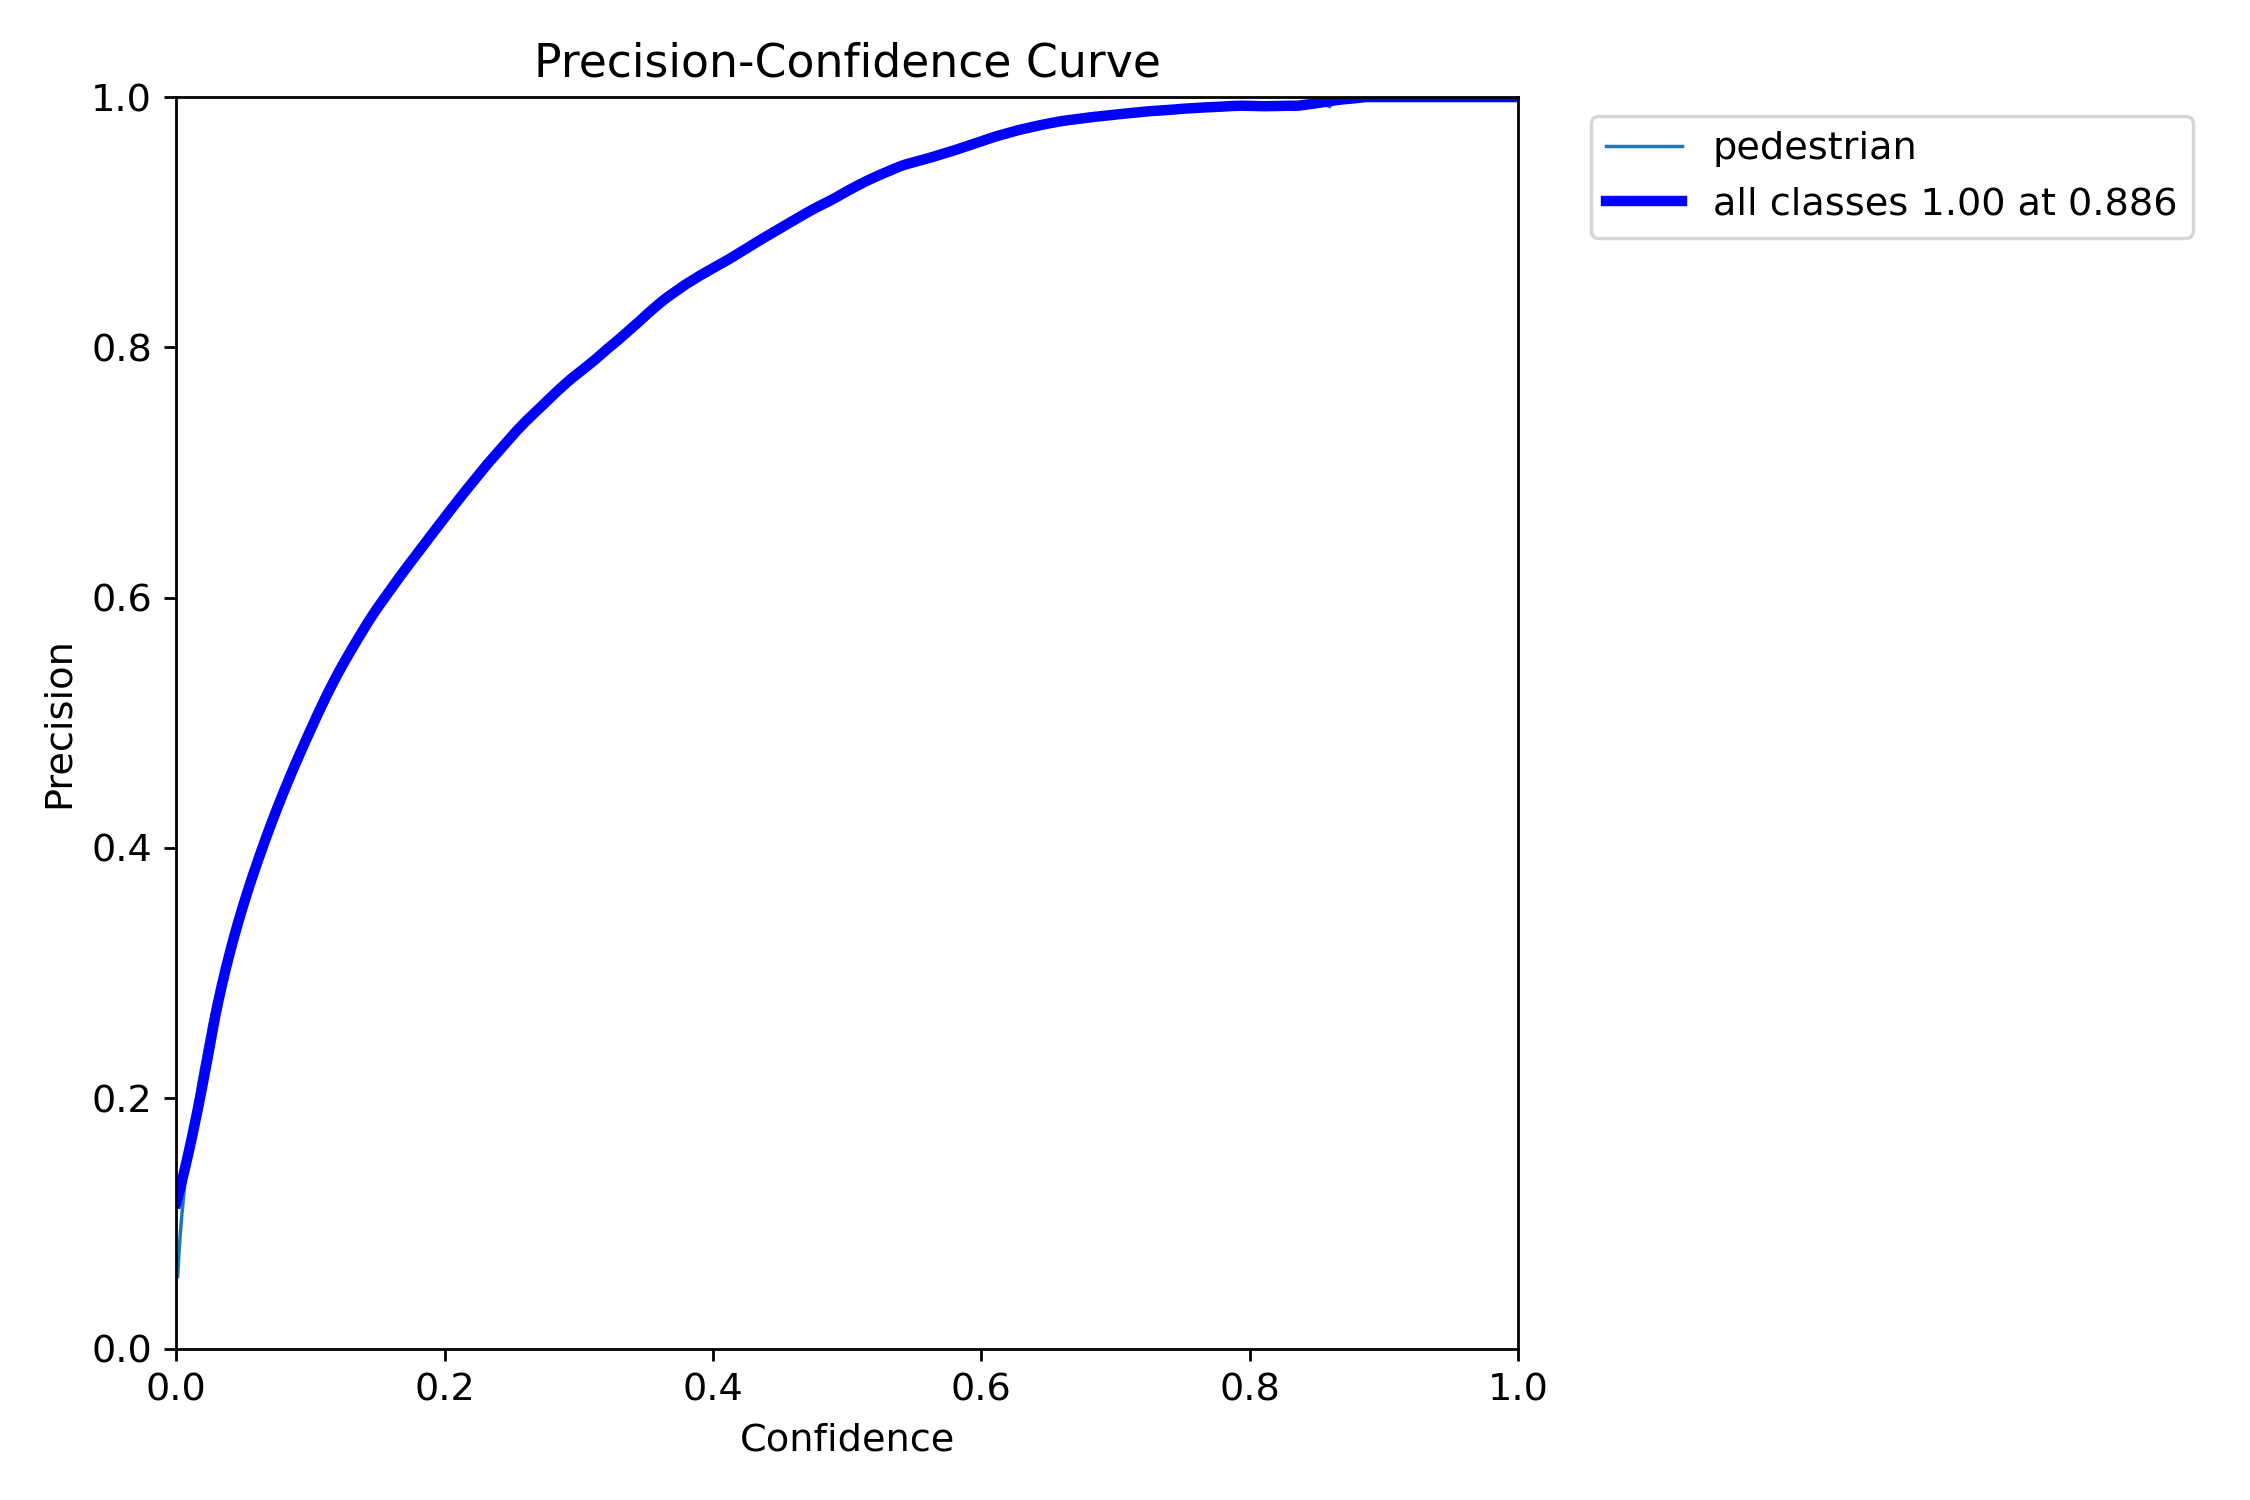 Precision-Confidence Curve
1.0
0.8
0.6
0.4
0.2
0.0
Precision
0.0 0.2 0.4 0.6 0.8 1.0
Confidence
pedestrian
all classes 1.00 at 0.886